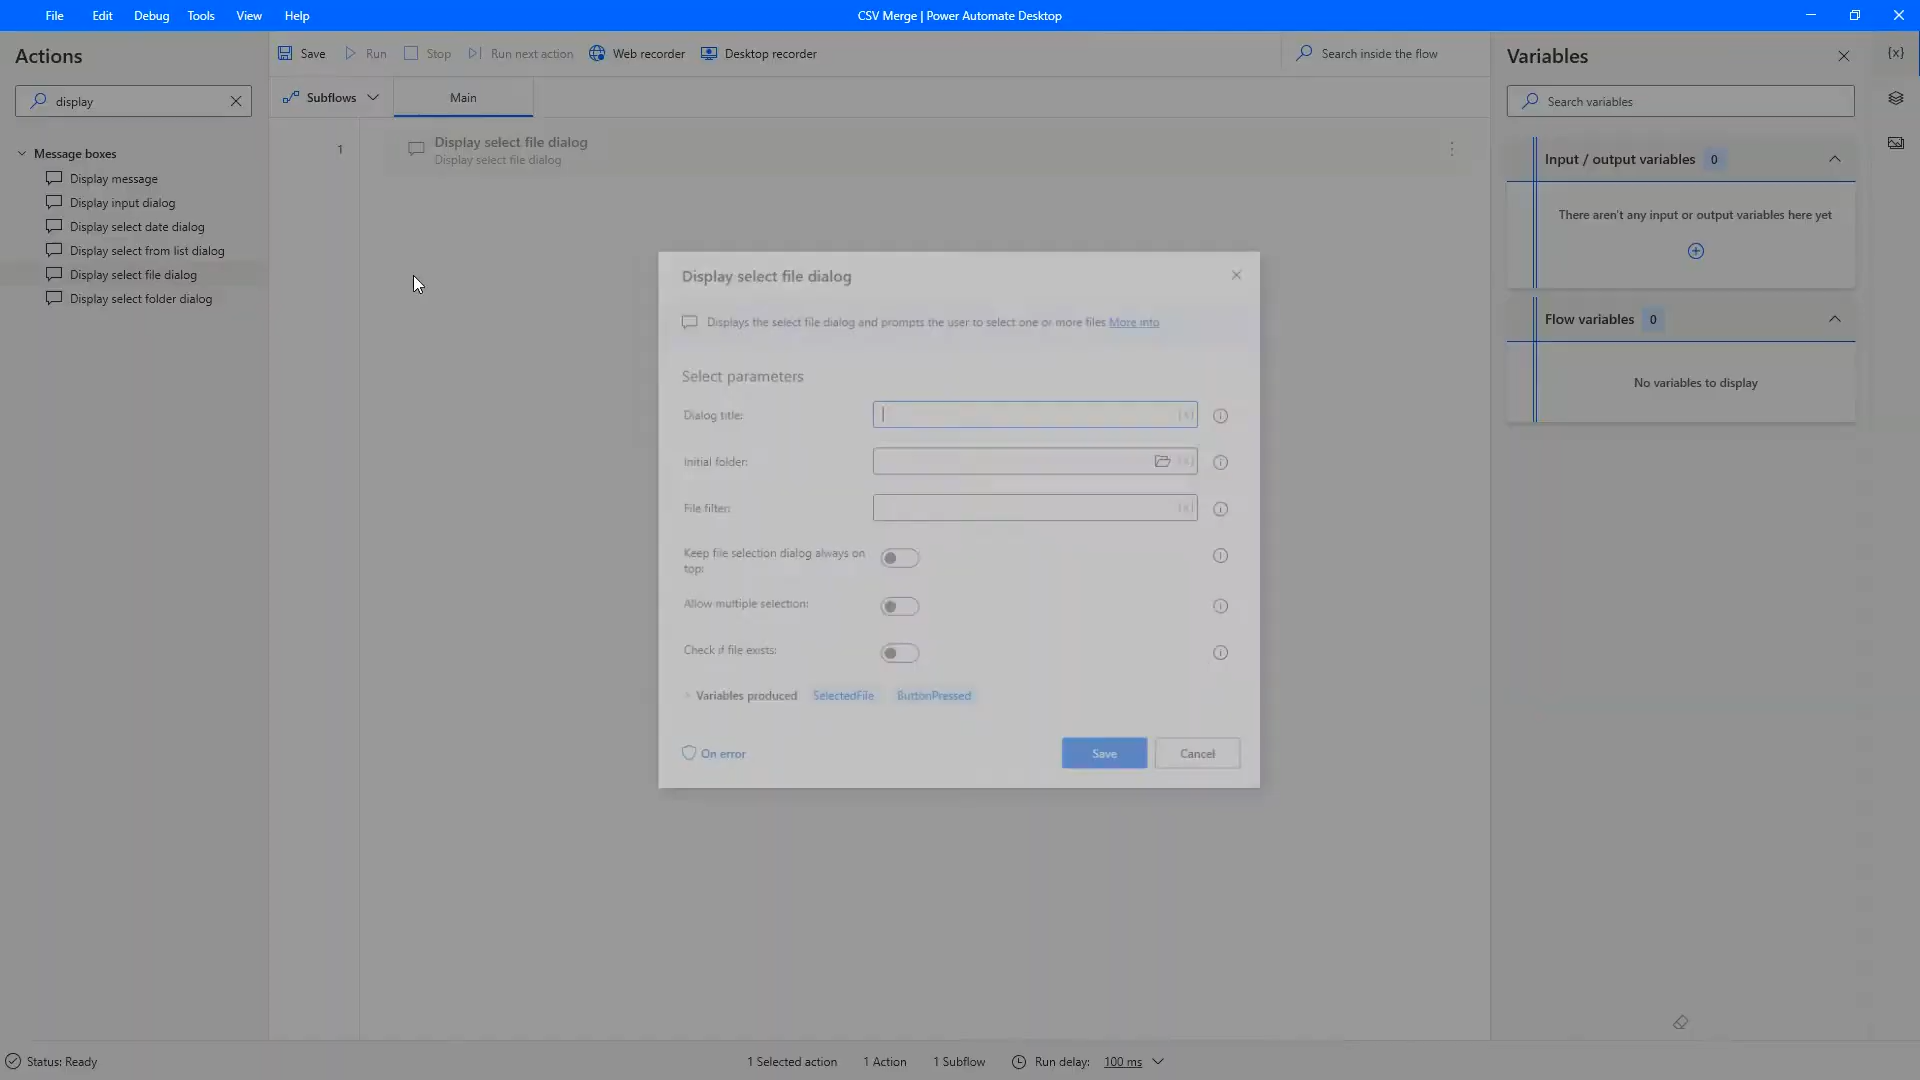 File Edit Debug Tools View Help
CSV Merge | Power Automate Desktop
Actions
display
Message boxes
Display message
Display input dialog
Display select date dialog
Display select from list dialog
Display select file dialog
Display select folder dialog
Save Run Stop Run next action Web recorder Desktop recorder
Search inside the flow
Subflows Main
1
Display select file dialog
Display select file dialog
Display select file dialog
Displays the select file dialog and prompts the user to select one or more files More info
Select parameters
Dialog title: {x}
Initial folder: {x}
File filter: {x}
Keep file selection dialog always on
top:
Allow multiple selection:
Check if file exists:
Variables produced SelectedFile ButtonPressed
On error
Save Cancel
Variables
{x}
Search variables
Input / output variables 0
There aren't any input or output variables here yet
Flow variables 0
No variables to display
Status: Ready
1 Selected action 1 Action 1 Subflow Run delay: 100 ms